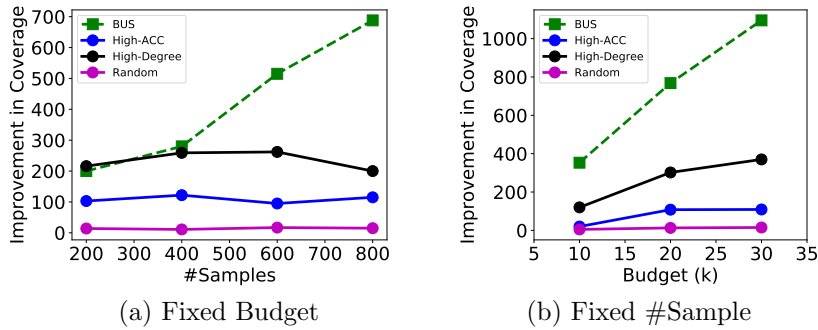 Improvement in Coverage
700
600
500
400
300
200
100
0
BUS
High-ACC
High-Degree
Random
200 300 400 500 600 700 800
#Samples
(a) Fixed Budget
Improvement in Coverage
1000
800
600
400
200
0
BUS
High-ACC
High-Degree
Random
5 10 15 20 25 30 35
Budget (k)
(b) Fixed #Sample